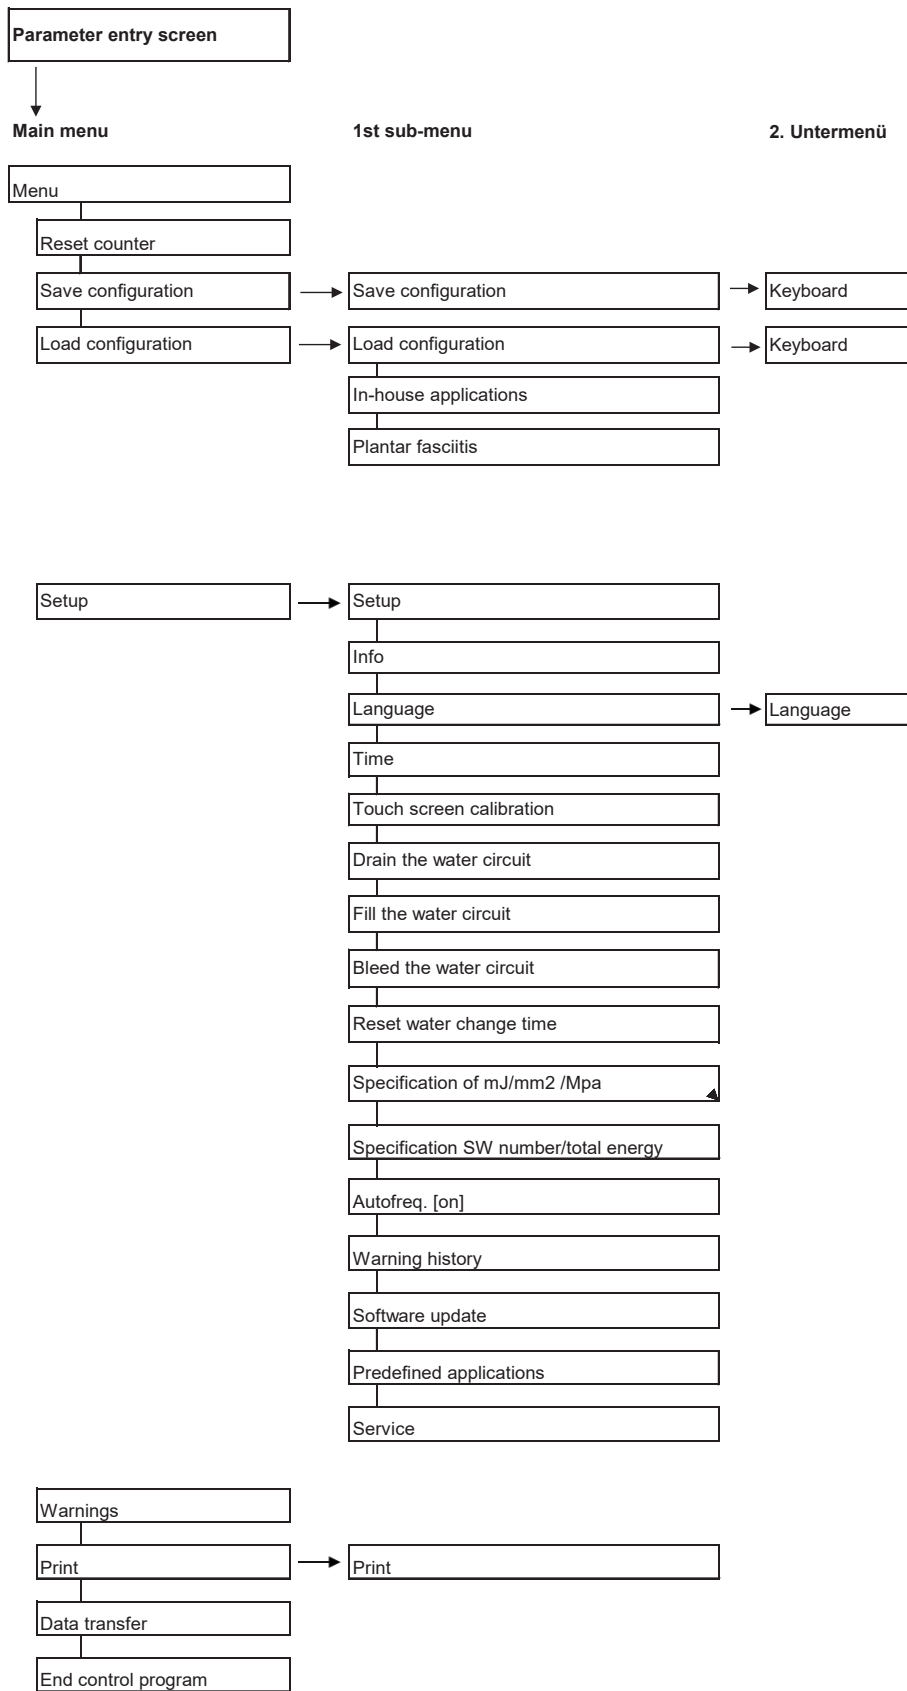 Parameter entry screen
Main menu 1st sub-menu 2. Untermenü
Menu
Reset counter
Save configuration Save configuration Keyboard
Load configuration Load configuration Keyboard
In-house applications
Plantar fasciitis
Setup Setup
Info
Language Language
Time
Touch screen calibration
Drain the water circuit
Fill the water circuit
Bleed the water circuit
Reset water change time
Specification of mJ/mm2 /Mpa
Specification SW number/total energy
Autofreq. [on]
Warning history
Software update
Predefined applications
Service
Warnings
Print Print
Data transfer
End control program